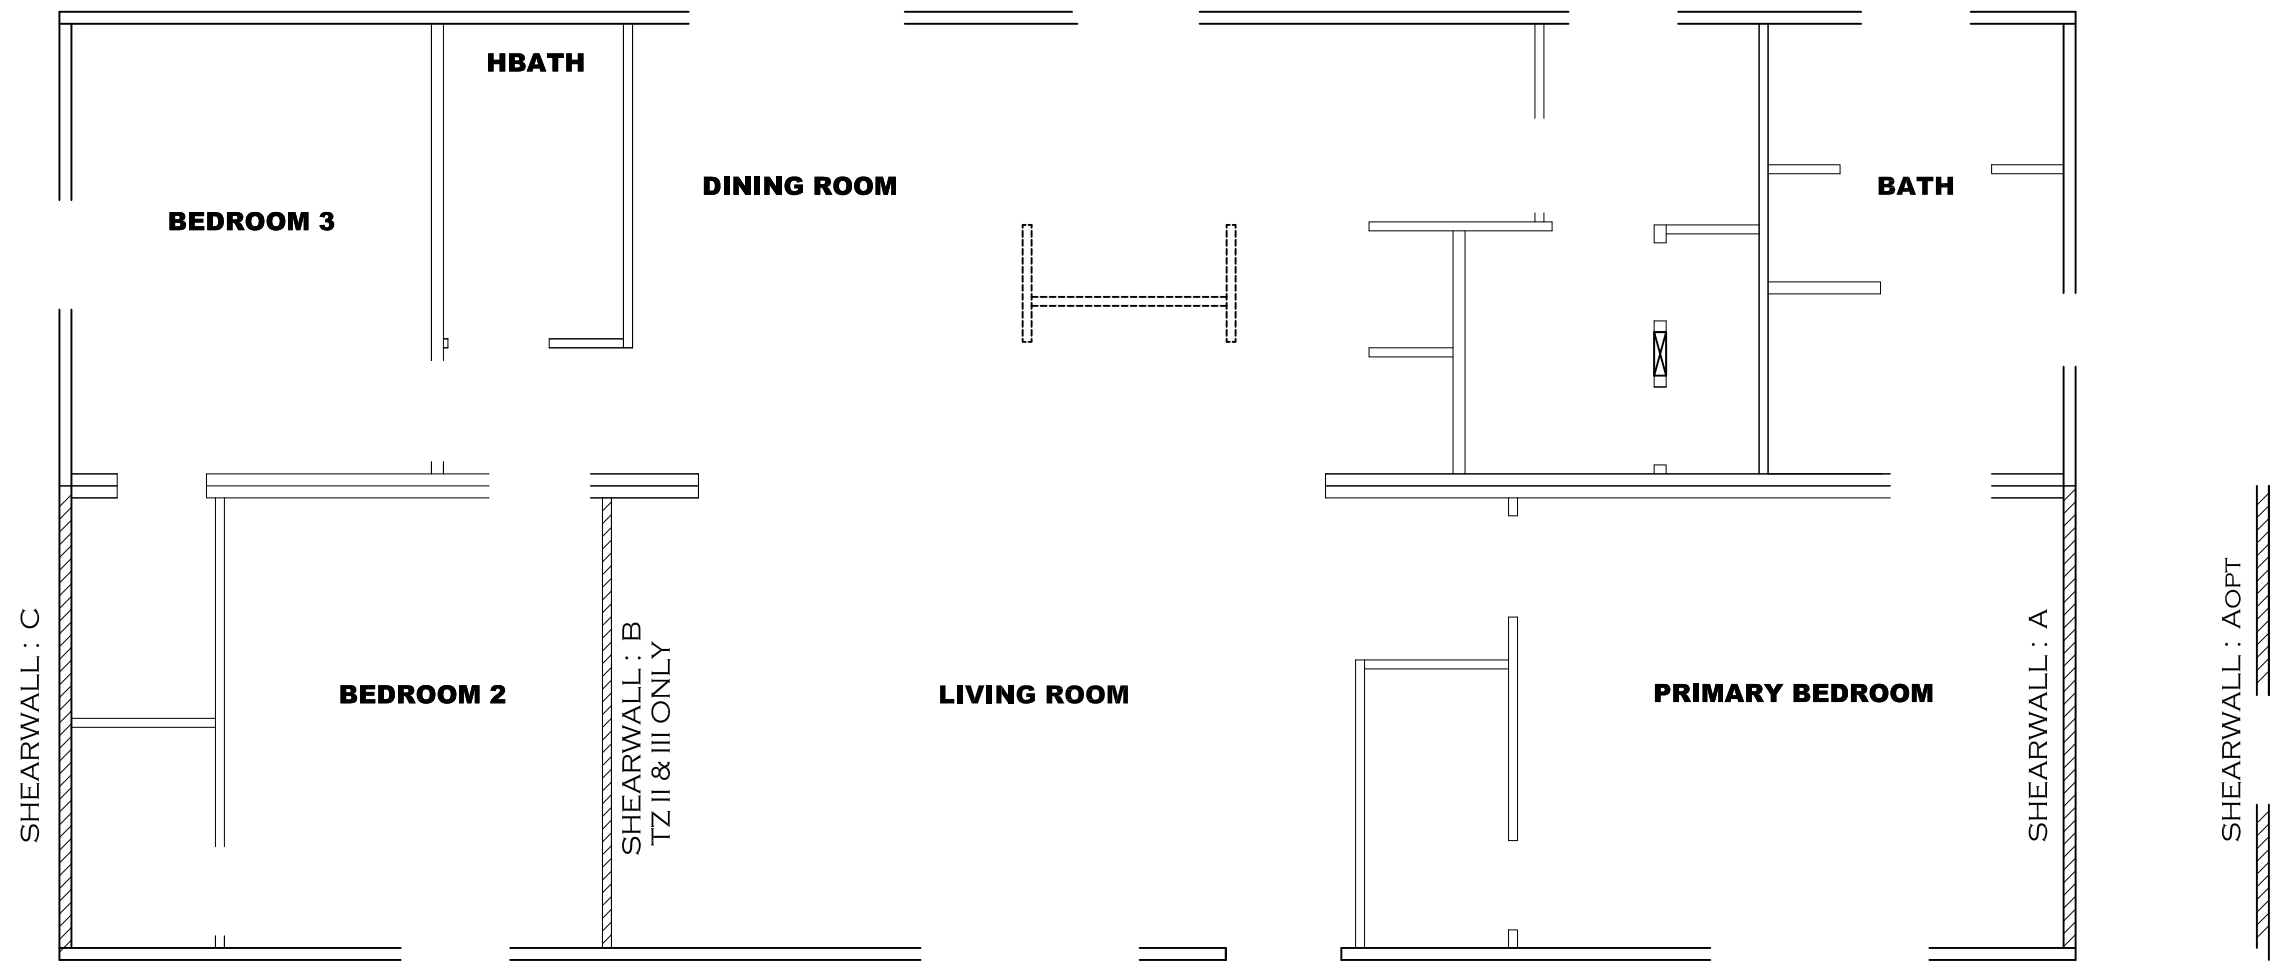 HBATH
DINING ROOM
BATH
BEDROOM 3
SHEARWALL : C
BEDROOM 2
SHEARWALL : B
TZ II & III ONLY
LIVING ROOM
PRIMARY BEDROOM
SHEARWALL : A
SHEARWALL : AOPT